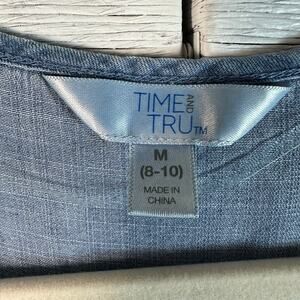 TIME AND
TRU™
M
(8-10)
MADE IN
CHINA